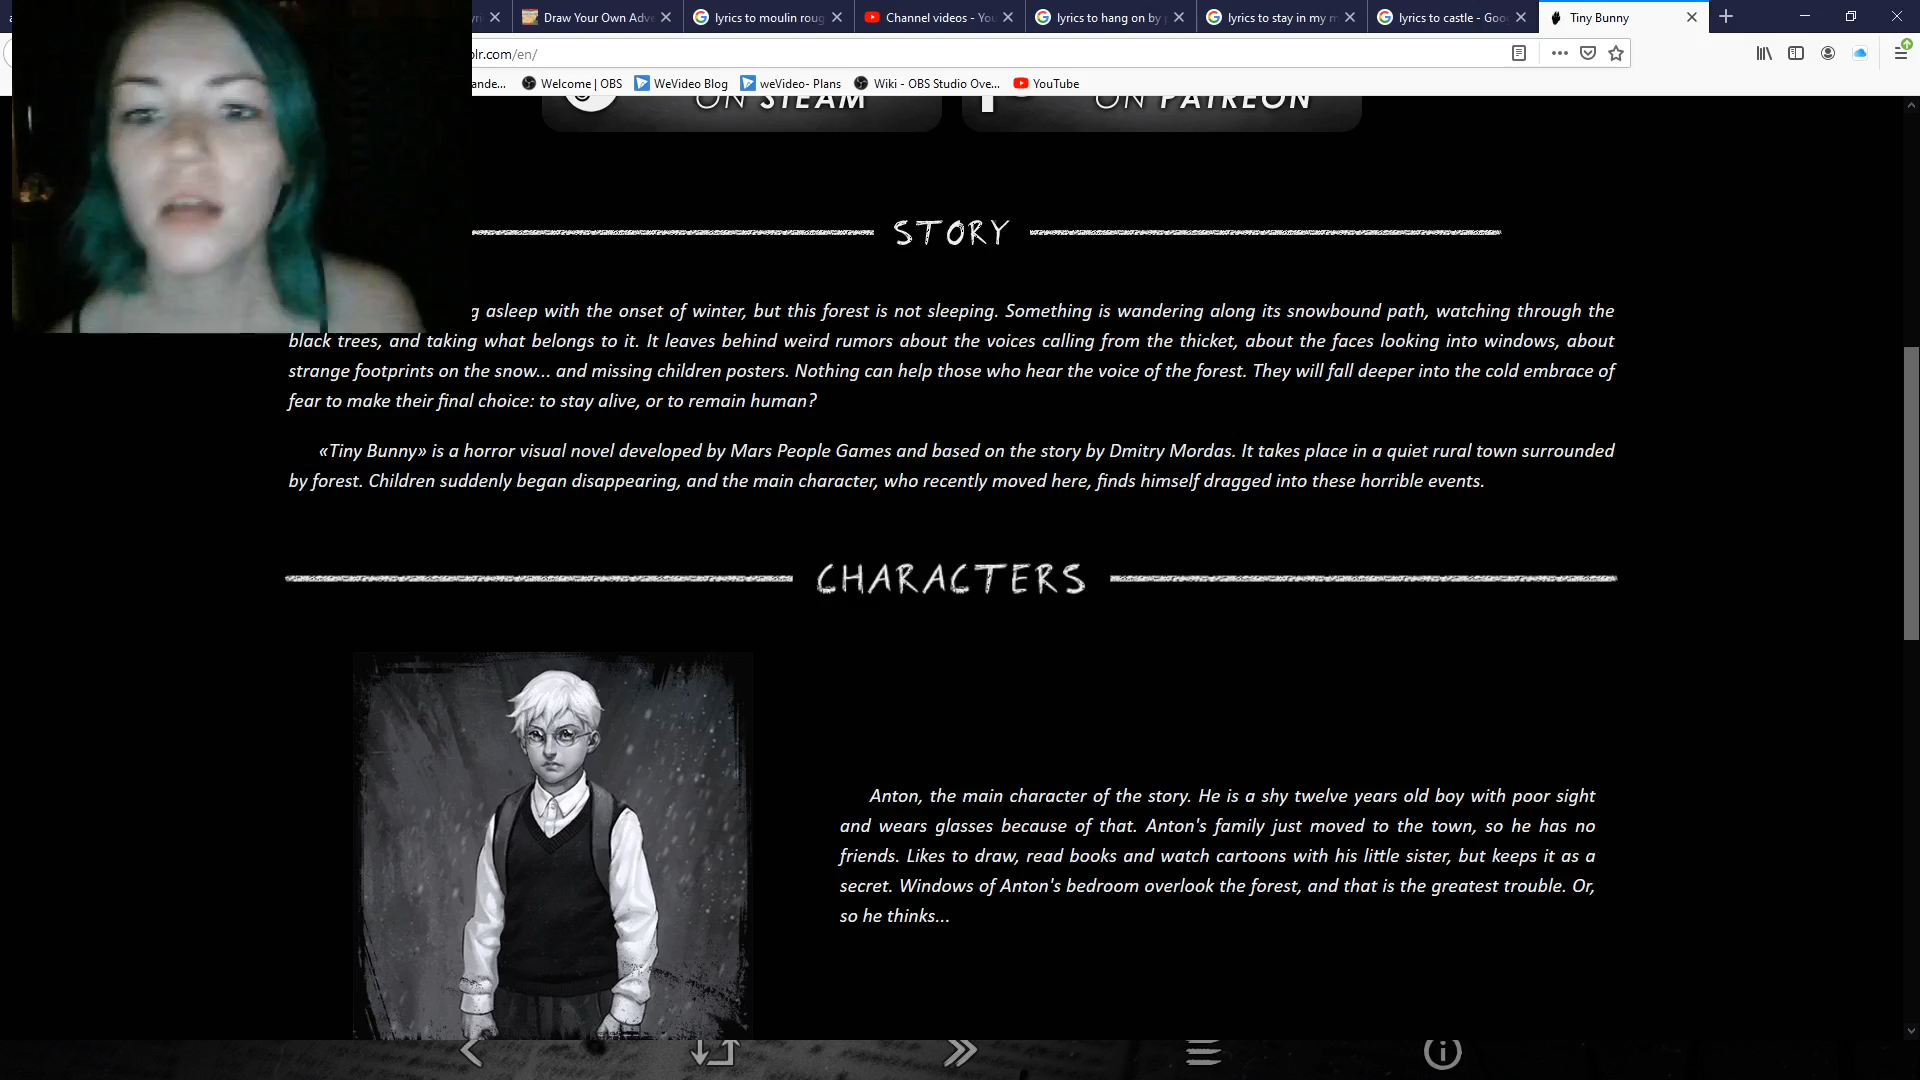 Draw Your Own Adve
lyrics to moulin roug
Channel videos - You
lyrics to hang on by
lyrics to stay in my m
lyrics to castle - Goo
Tiny Bunny
lr.com/en/
ande...
Welcome | OBS
WeVideo Blog
weVideo- Plans
Wiki - OBS Studio Ove...
YouTube
ON STEAM
ON PATREON
STORY
g asleep with the onset of winter, but this forest is not sleeping. Something is wandering along its snowbound path, watching through the
black trees, and taking what belongs to it. It leaves behind weird rumors about the voices calling from the thicket, about the faces looking into windows, about
strange footprints on the snow... and missing children posters. Nothing can help those who hear the voice of the forest. They will fall deeper into the cold embrace of
fear to make their final choice: to stay alive, or to remain human?
«Tiny Bunny» is a horror visual novel developed by Mars People Games and based on the story by Dmitry Mordas. It takes place in a quiet rural town surrounded
by forest. Children suddenly began disappearing, and the main character, who recently moved here, finds himself dragged into these horrible events.
CHARACTERS
Anton, the main character of the story. He is a shy twelve years old boy with poor sight
and wears glasses because of that. Anton's family just moved to the town, so he has no
friends. Likes to draw, read books and watch cartoons with his little sister, but keeps it as a
secret. Windows of Anton's bedroom overlook the forest, and that is the greatest trouble. Or,
so he thinks...